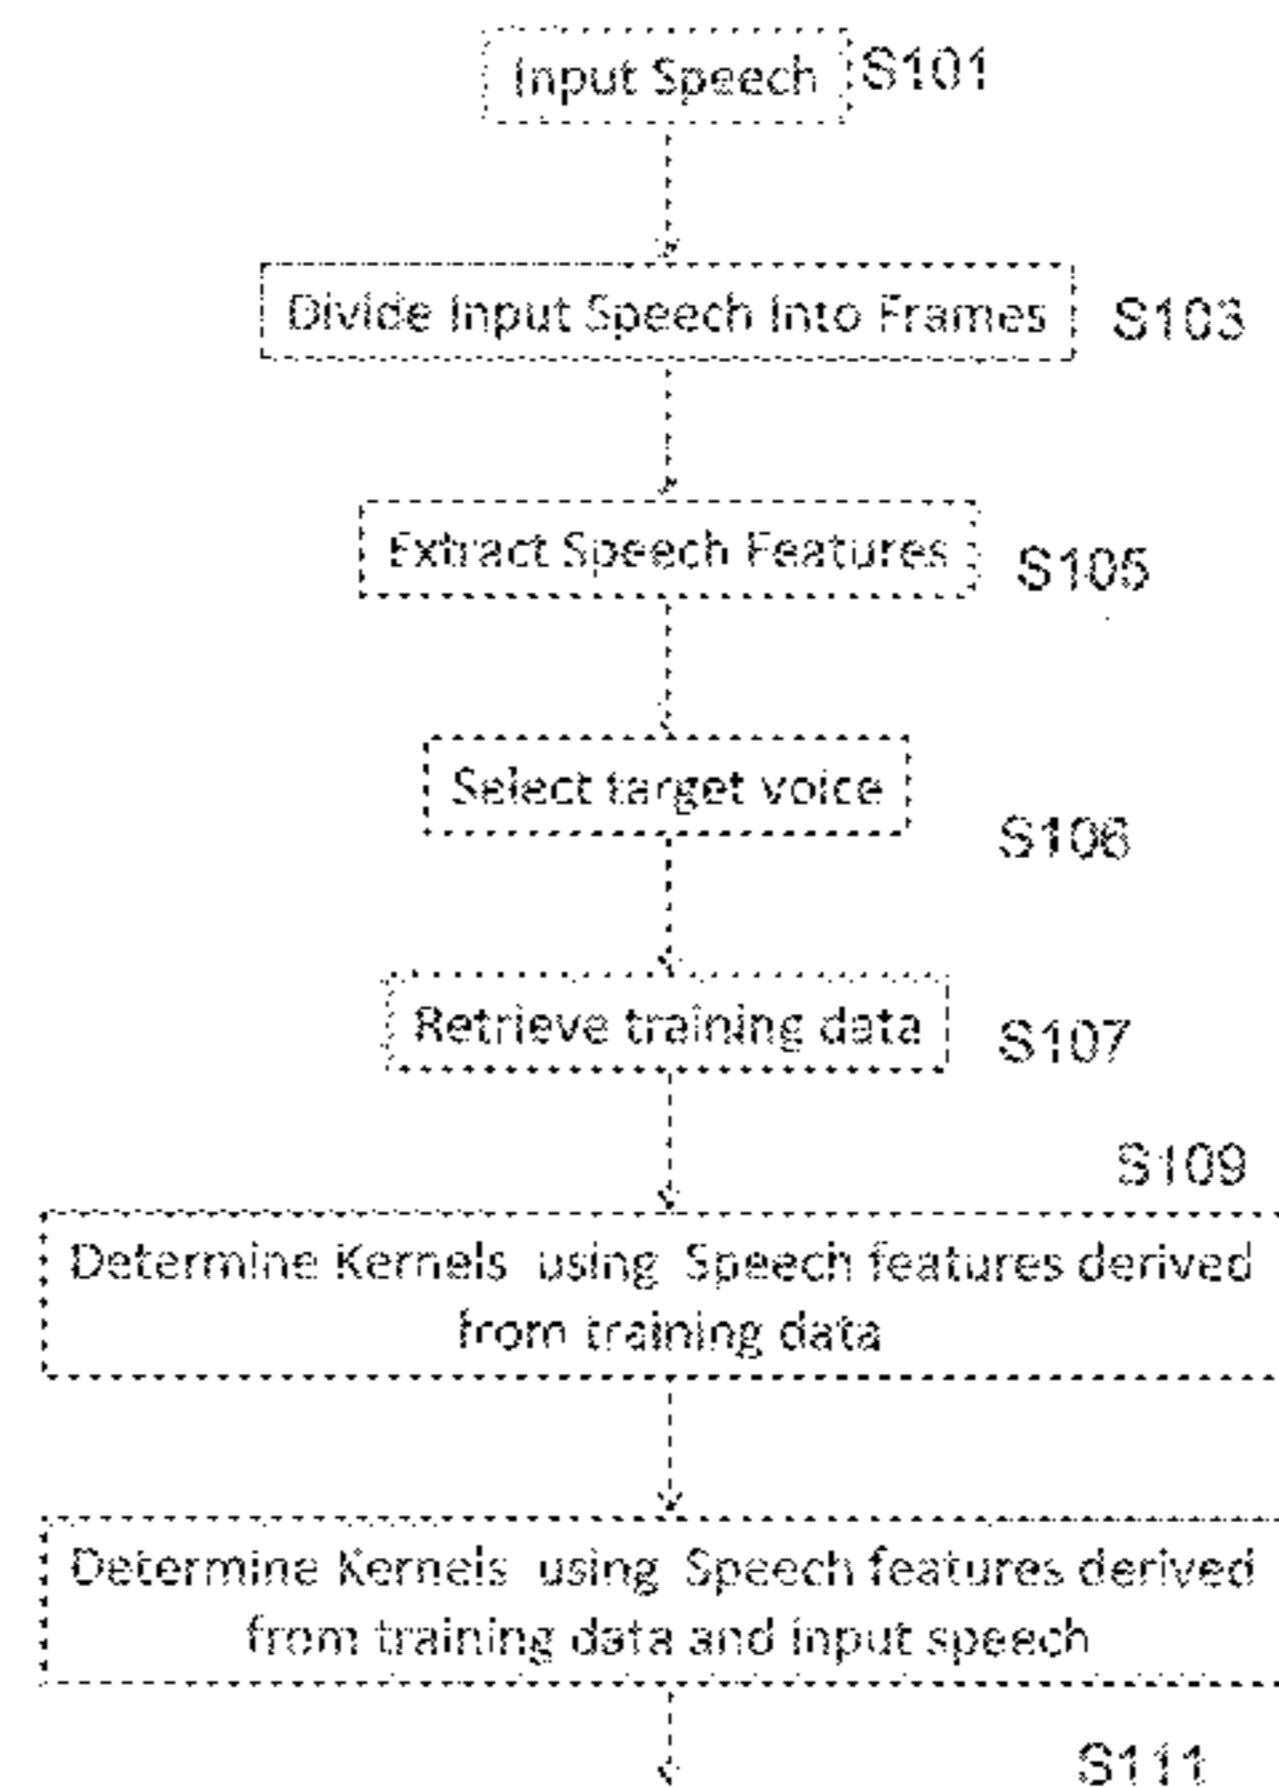 Input Speech S101
Divide Input Speech Into Frames S103
Extract Speech Features S105
Select target voice
S106
Retrieve training data S107
S109
Determine Kernels using Speech features derived
from training data
Determine Kernels using Speech features derived
from training data and input speech
S111